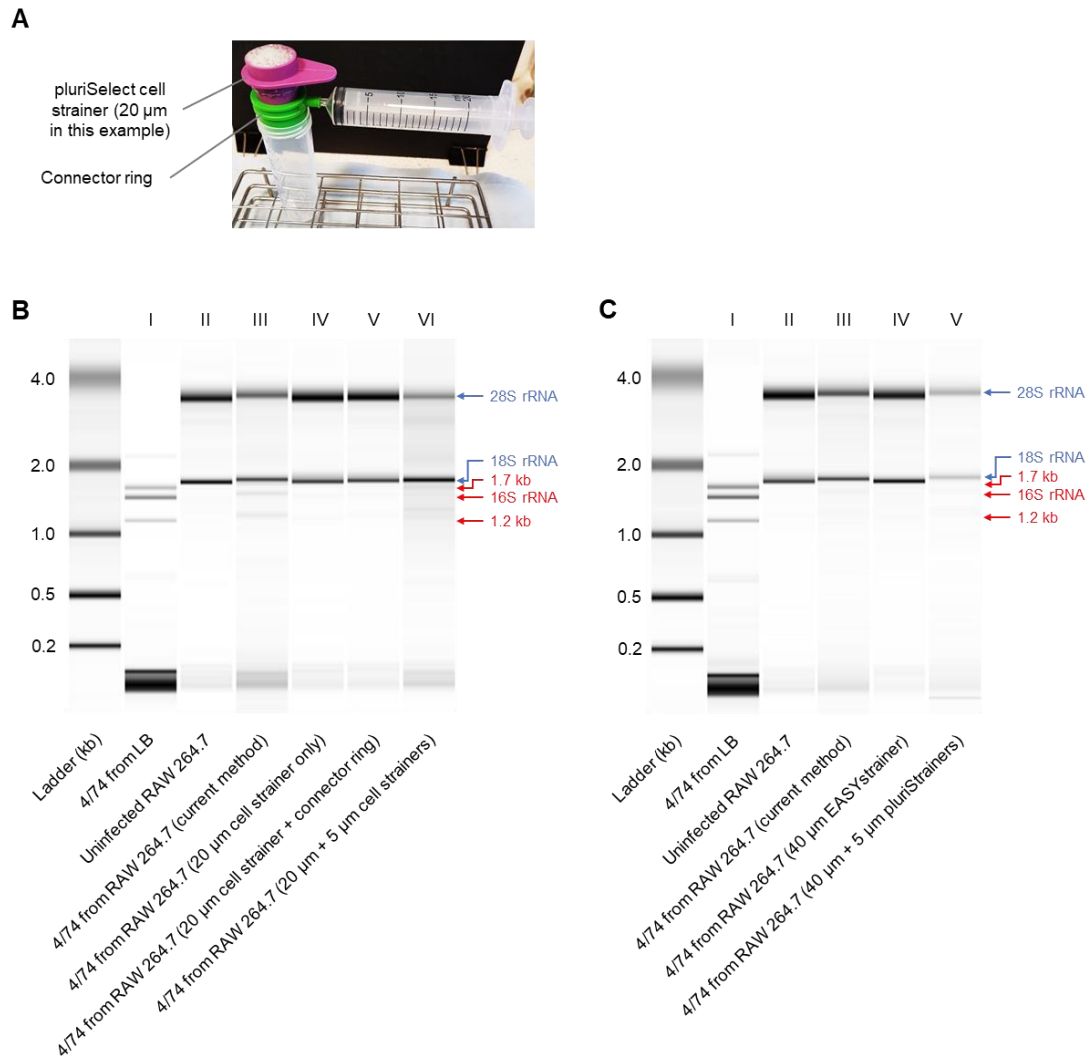 A
pluriSelect cell
strainer (20 µm
in this example)
Connector ring
B
I II III IV V VI
4.0
2.0
1.0
0.5
0.2
28S rRNA
18S rRNA
1.7 kb
16S rRNA
1.2 kb
Ladder (kb)
4/74 from LB
Uninfected RAW 264.7
4/74 from RAW 264.7 (current method)
4/74 from RAW 264.7 (20 µm cell strainer only)
4/74 from RAW 264.7 (20 µm cell strainer + connector ring)
4/74 from RAW 264.7 (20 µm + 5 µm cell strainers)
C
I II III IV V
4.0
2.0
1.0
0.5
0.2
28S rRNA
18S rRNA
1.7 kb
16S rRNA
1.2 kb
Ladder (kb)
4/74 from LB
Uninfected RAW 264.7
4/74 from RAW 264.7 (current method)
4/74 from RAW 264.7 (40 µm EASYstrainer)
4/74 from RAW 264.7 (40 µm + 5 µm pluriStrainers)